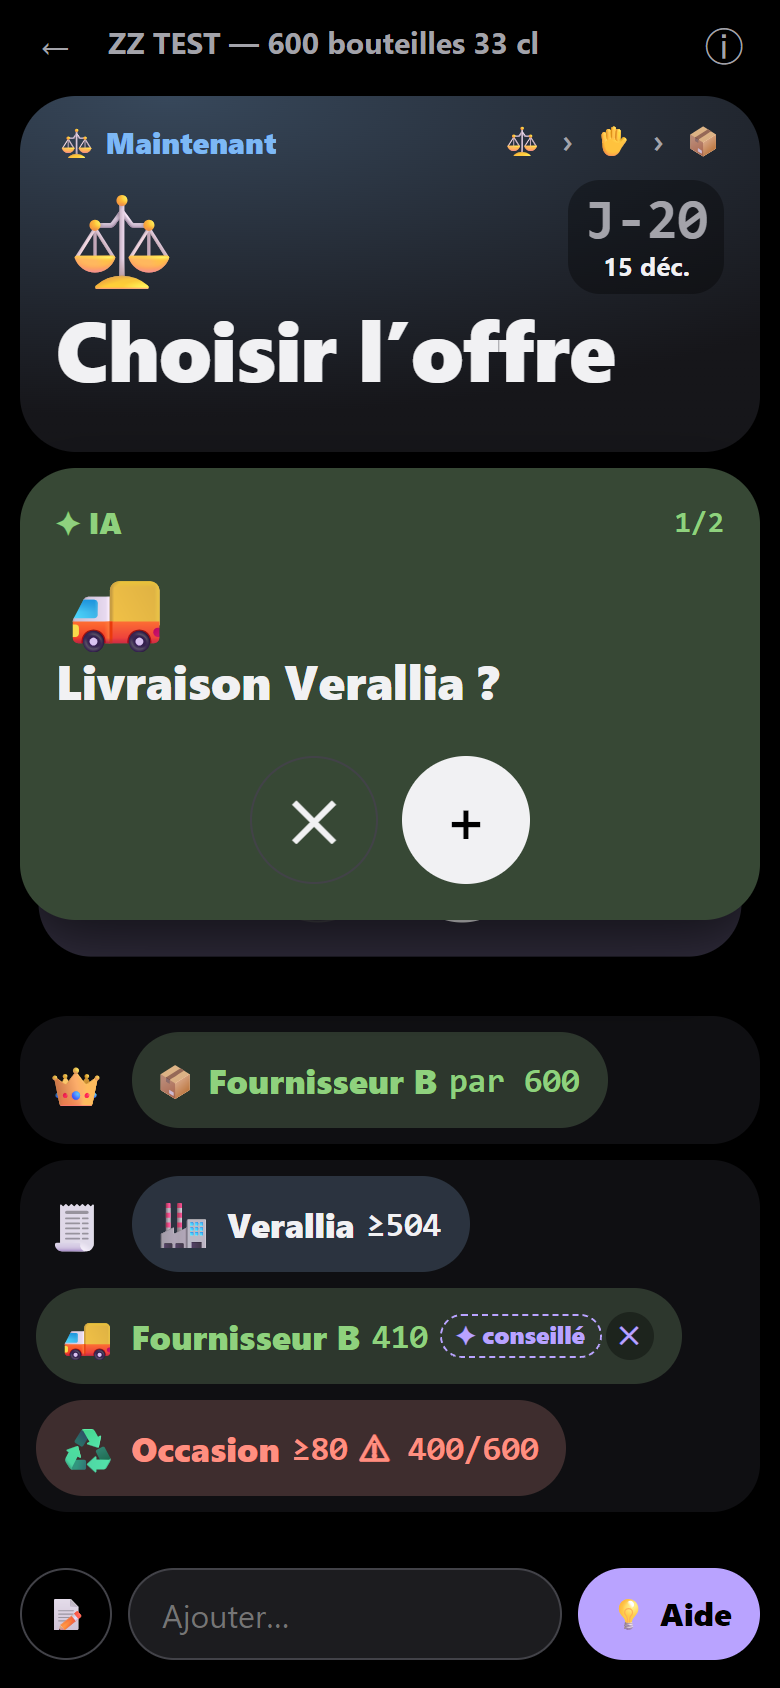 ← ZZ TEST — 600 bouteilles 33 cl ⓘ
Maintenant › ›
J-20
15 déc.
Choisir l’offre
✦ IA 1/2
Livraison Verallia ?
× +
Fournisseur B par 600
Verallia ≥504
Fournisseur B 410 ✦ conseillé ×
Occasion ≥80 ⚠ 400/600
Ajouter… Aide